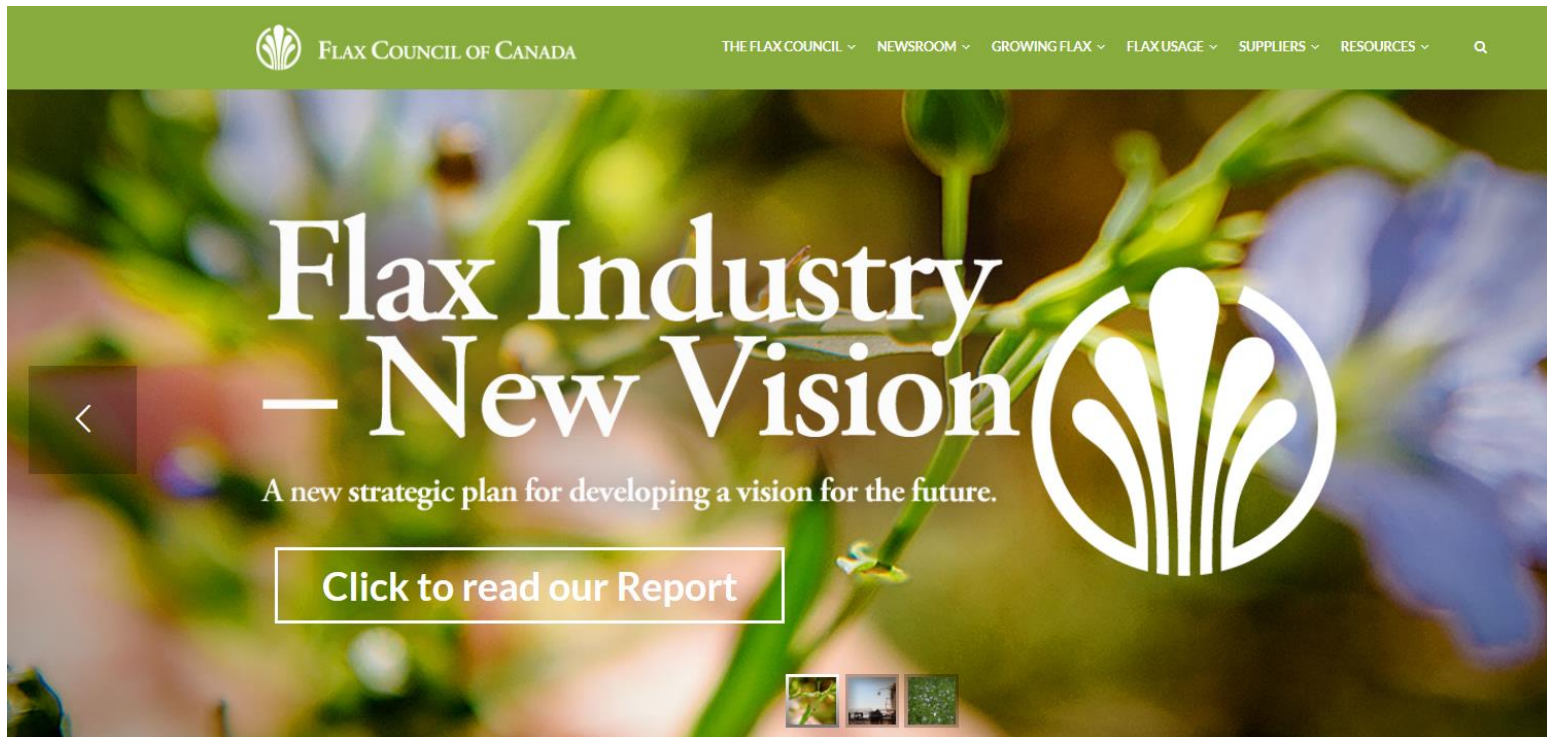 FLAX COUNCIL OF CANADA
THE FLAX COUNCIL NEWSROOM GROWING FLAX FLAX USAGE SUPPLIERS RESOURCES
Flax Industry
– New Vision
A new strategic plan for developing a vision for the future.
Click to read our Report